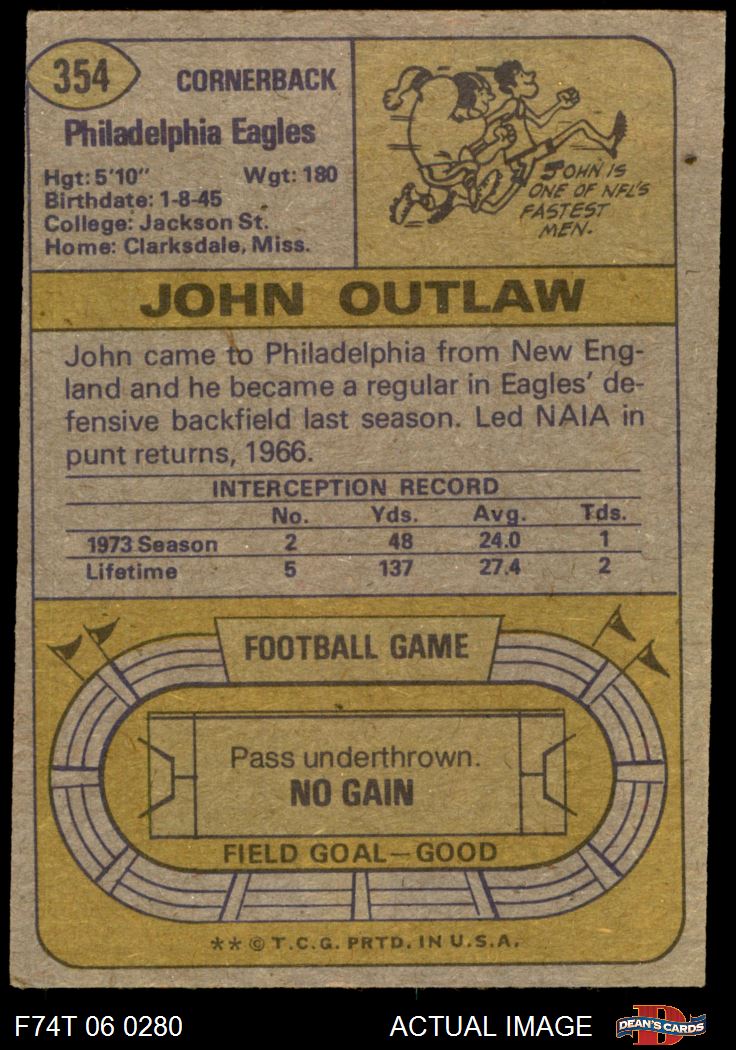 354
CORNERBACK
Philadelphia Eagles
Hgt: 5'10" Wgt: 180
Birthdate: 1-8-45
College: Jackson St.
Home: Clarksdale, Miss.
JOHN IS
ONE OF NFL'S
FASTEST
MEN.
JOHN OUTLAW
John came to Philadelphia from New Eng-
land and he became a regular in Eagles' de-
fensive backfield last season. Led NAIA in
punt returns, 1966.
INTERCEPTION RECORD
No. Yds. Avg. Tds.
1973 Season 2 48 24.0 1
Lifetime 5 137 27.4 2
FOOTBALL GAME
Pass underthrown.
NO GAIN
FIELD GOAL—GOOD
** © T.C.G. PRTD. IN U.S.A.
F74T 06 0280 ACTUAL IMAGE
D
DEAN'S CARDS